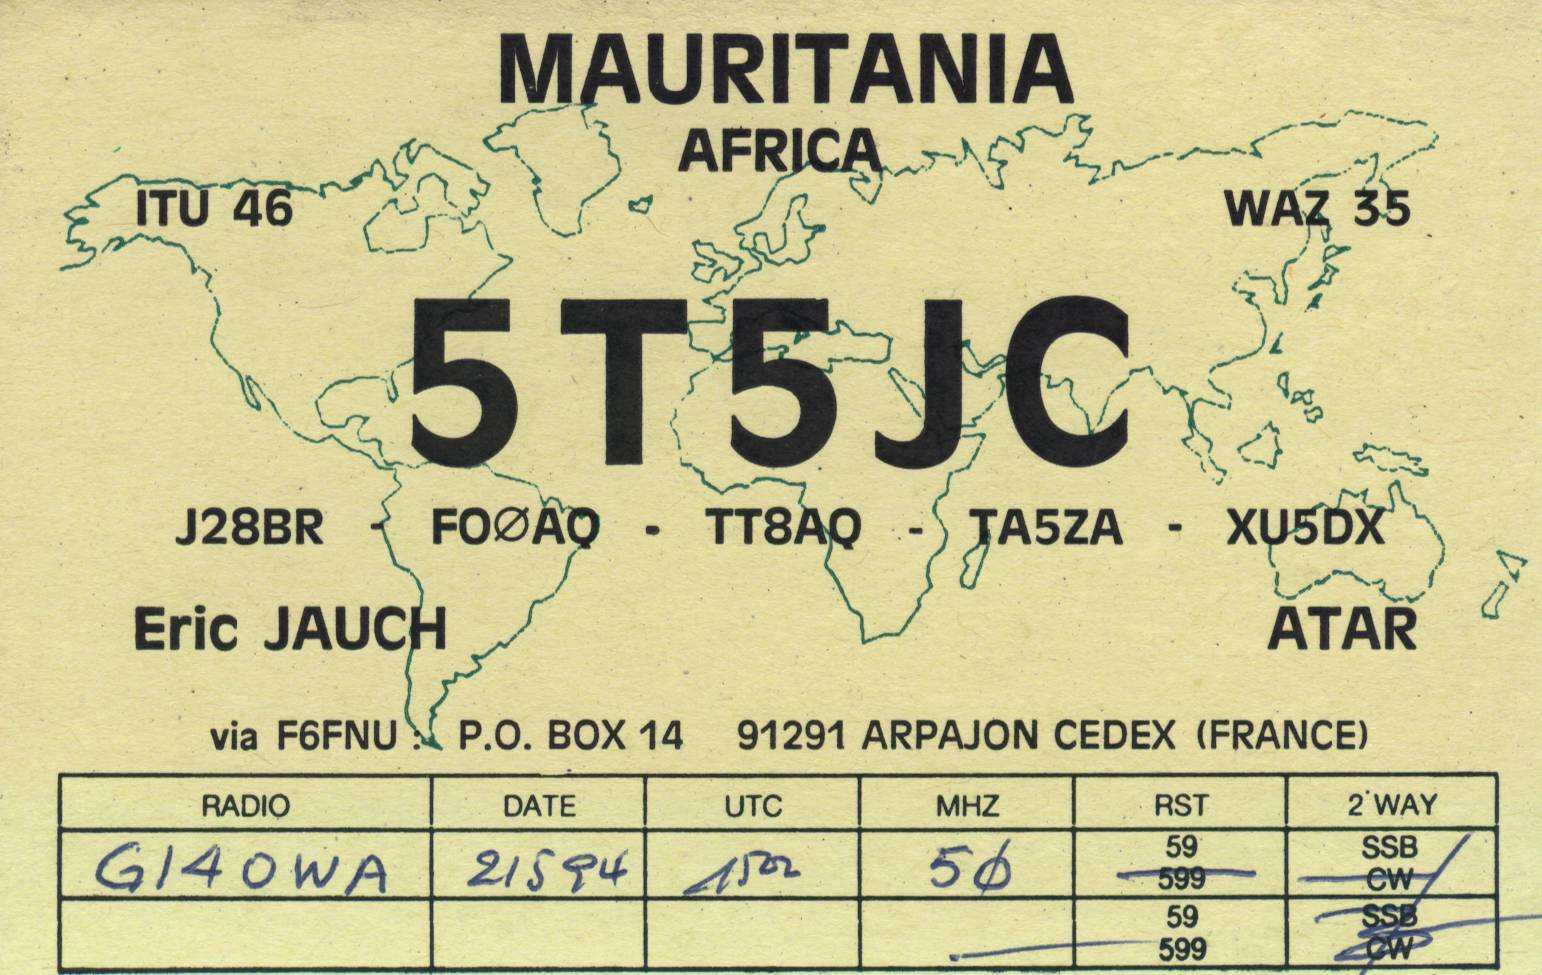 MAURITANIA
AFRICA
ITU 46 WAZ 35
5T5JC
J28BR - FOØAQ - TT8AQ - TA5ZA - XU5DX
Eric JAUCH ATAR
via F6FNU : P.O. BOX 14 91291 ARPAJON CEDEX (FRANCE)
RADIO DATE UTC MHZ RST 2 WAY
GI4OWA 21594 1502 5Ø 59 SSB
599 CW
59 SSB
599 CW